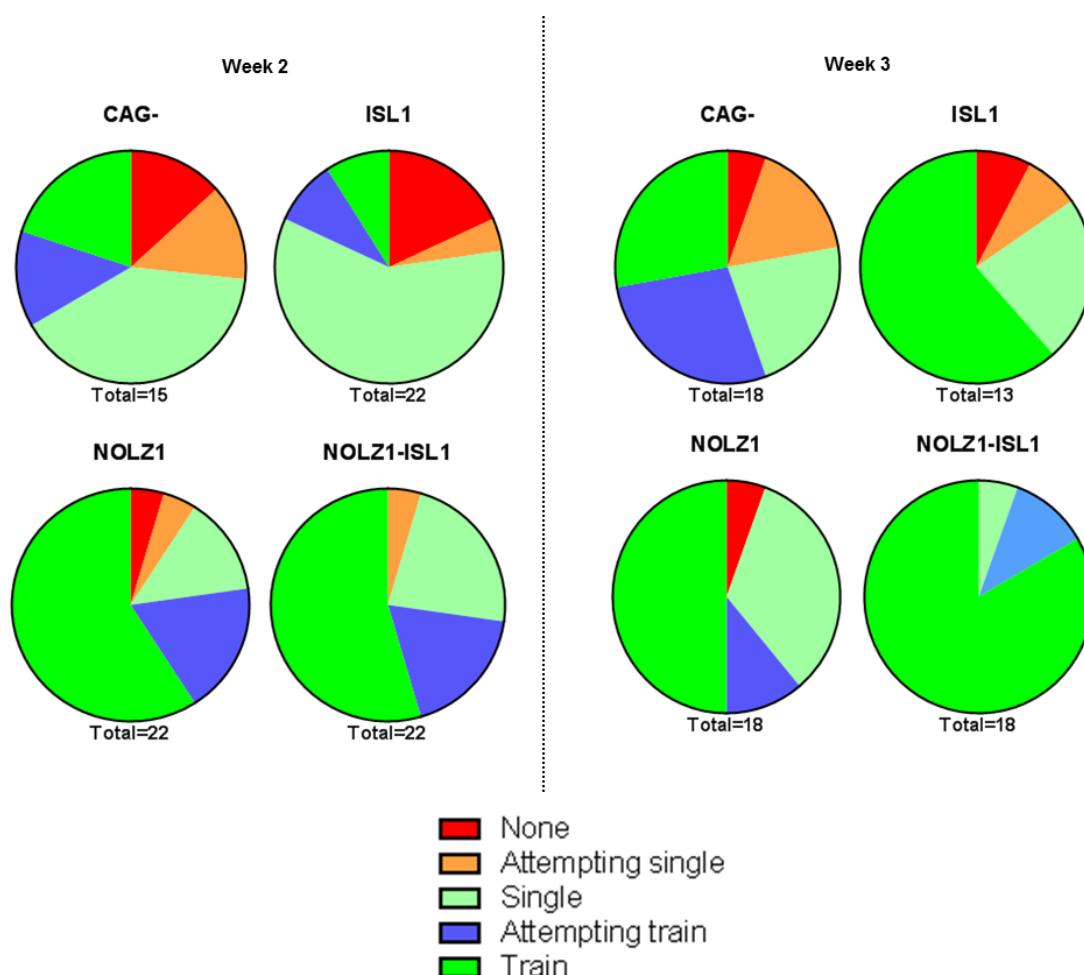 Week 2
Week 3
CAG-
ISL1
CAG-
ISL1
Total=15
Total=22
Total=18
Total=13
NOLZ1
NOLZ1-ISL1
NOLZ1
NOLZ1-ISL1
Total=22
Total=22
Total=18
Total=18
None
Attempting single
Single
Attempting train
Train